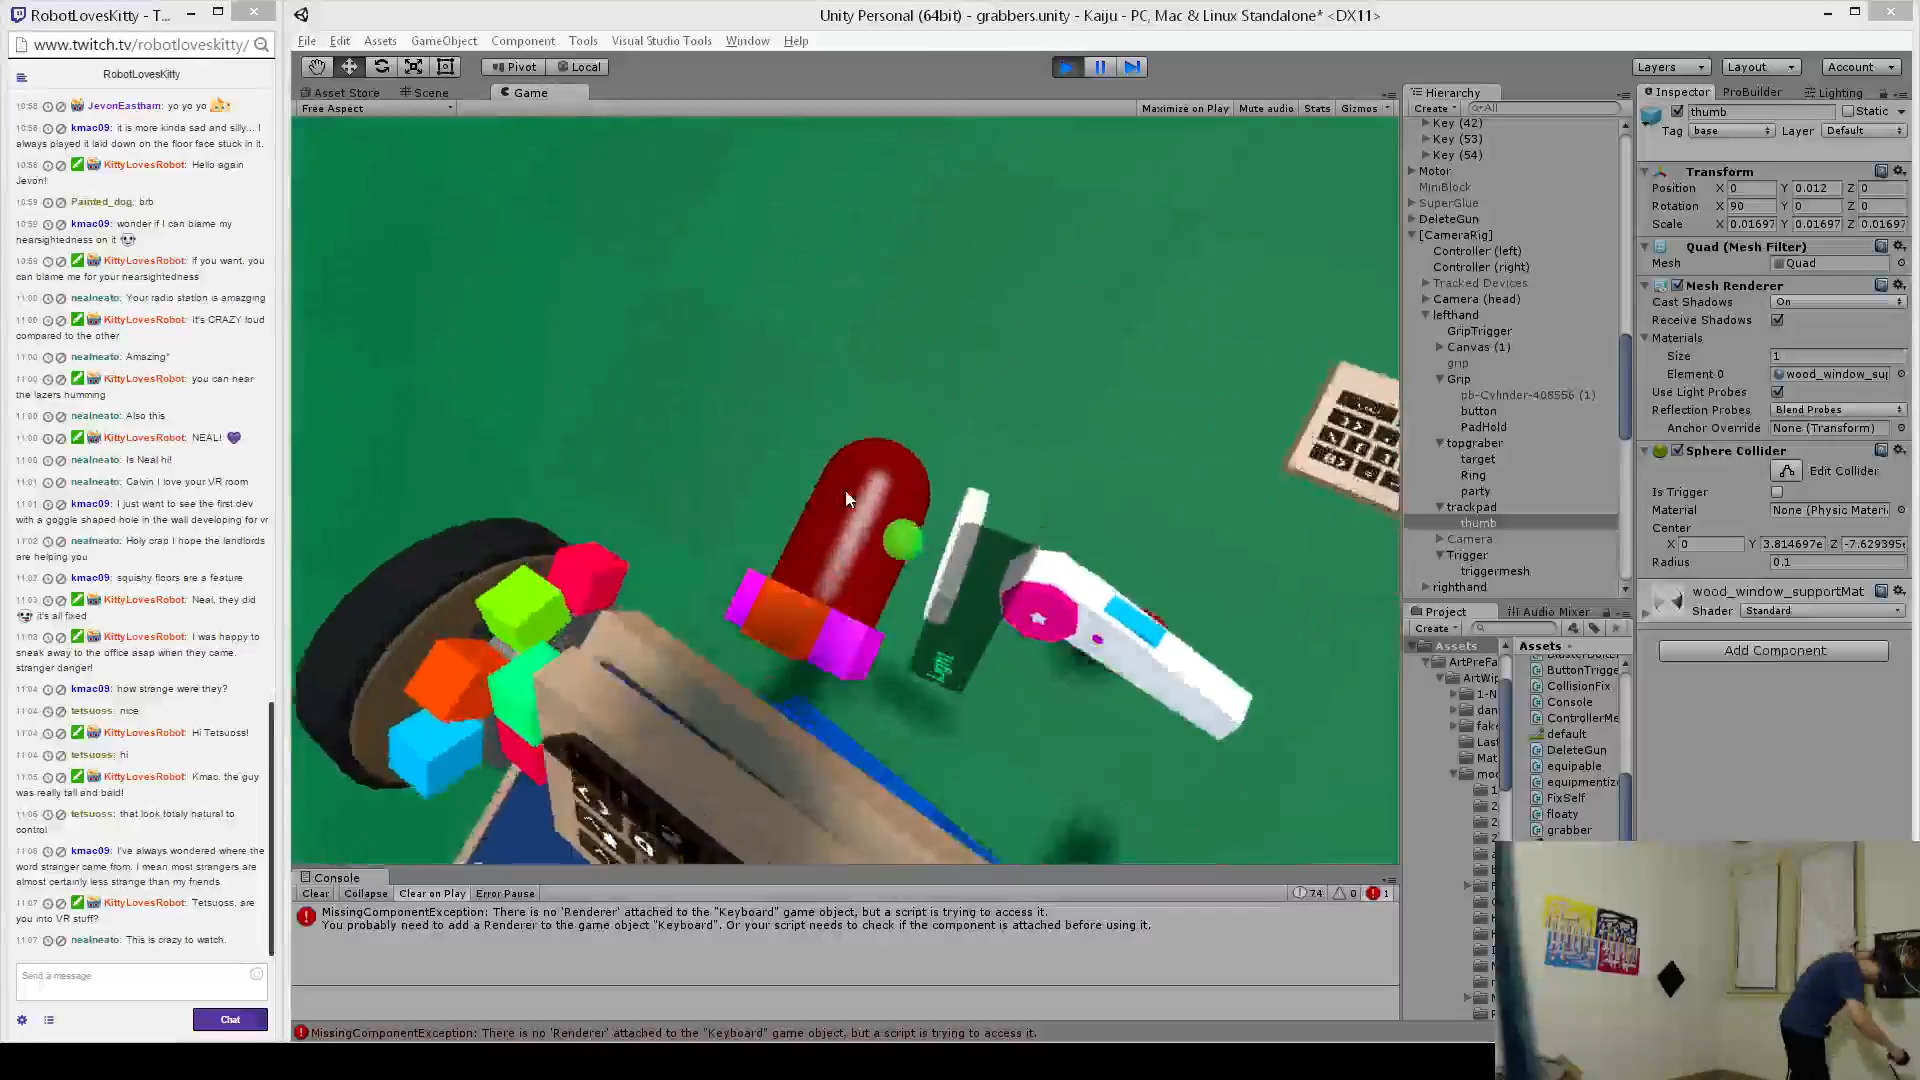 RobotLovesKitty - T...
www.twitch.tv/robotloveskitty/
RobotLovesKitty
10:58 JevonEastham: yo yo yo
10:58 kmac09: it is more kinda sad and silly... I
always played it laid down on the floor face stuck in it.
10:58 KittyLovesRobot: Hello again
Jevon!
10:59 Painted_dog: brb
10:59 kmac09: wonder if I can blame my
nearsightedness on it
10:59 KittyLovesRobot: if you want, you
can blame me for your nearsightedness
11:00 nealneato: Your radio station is amazging
11:00 KittyLovesRobot: It's CRAZY loud
compared to the other
11:00 nealneato: Amazing*
11:00 KittyLovesRobot: you can hear
the lazers humming
11:00 nealneato: Also this
11:00 KittyLovesRobot: NEAL!
11:00 nealneato: Is Neal hi!
11:01 nealneato: Calvin I love your VR room
11:01 kmac09: I just want to see the first dev
with a goggle shaped hole in the wall developing for vr
11:02 nealneato: Holy crap I hope the landlords
are helping you
11:02 kmac09: squishy floors are a feature
11:03 KittyLovesRobot: Neal, they did
it's all fixed
11:03 KittyLovesRobot: I was happy to
sneak away to the office asap when they came.
stranger danger!
11:04 kmac09: how strange were they?
11:04 tetsuoss: nice
11:04 KittyLovesRobot: Hi Tetsuoss!
11:04 tetsuoss: hi
11:05 KittyLovesRobot: Kmac, the guy
was really tall and bald!
11:06 tetsuoss: that look totaly natural to
control
11:06 kmac09: I've always wondered where the
word stranger came from. I mean most strangers are
almost certainly less strange than my friends.
11:07 KittyLovesRobot: Tetsuoss, are
you into VR stuff?
11:07 nealneato: This is crazy to watch.
Send a message
Chat
Unity Personal (64bit) - grabbers.unity - Kaiju - PC, Mac & Linux Standalone* <DX11>
File Edit Assets GameObject Component Tools Visual Studio Tools Window Help
Pivot Local
Layers Layout Account
Asset Store Scene Game
Free Aspect
Maximize on Play Mute audio Stats Gizmos
Light
Console
Clear Collapse Clear on Play Error Pause
74 0 1
MissingComponentException: There is no 'Renderer' attached to the "Keyboard" game object, but a script is trying to access it.
You probably need to add a Renderer to the game object "Keyboard". Or your script needs to check if the component is attached before using it.
MissingComponentException: There is no 'Renderer' attached to the "Keyboard" game object, but a script is trying to access it.
Hierarchy
Create All
Key (42)
Key (53)
Key (54)
Motor
MiniBlock
SuperGlue
DeleteGun
[CameraRig]
Controller (left)
Controller (right)
Tracked Devices
Camera (head)
lefthand
GripTrigger
Canvas (1)
grip
Grip
pb-Cylinder-408556 (1)
button
PadHold
topgraber
target
Ring
party
trackpad
thumb
Camera
Trigger
triggermesh
righthand
Project Audio Mixer
Create
Assets
ArtPreFa
ArtWip
1-N
dan
fake
Last
Mat
mod
Assets
ButtonTrigge
CollisionFix
Console
ControllerMe
default
DeleteGun
equipable
equipmentize
FixSelf
floaty
grabber
Inspector ProBuilder Lighting
thumb Static
Tag base Layer Default
Transform
Position X 0 Y 0.012 Z 0
Rotation X 90 Y 0 Z 0
Scale X 0.01697 Y 0.01697 Z 0.01697
Quad (Mesh Filter)
Mesh Quad
Mesh Renderer
Cast Shadows On
Receive Shadows
Materials
Size 1
Element 0 wood_window_sup
Use Light Probes
Reflection Probes Blend Probes
Anchor Override None (Transform)
Sphere Collider
Edit Collider
Is Trigger
Material None (Physic Materi
Center
X 0 Y 3.814697e Z -7.629395e
Radius 0.1
wood_window_supportMat
Shader Standard
Add Component